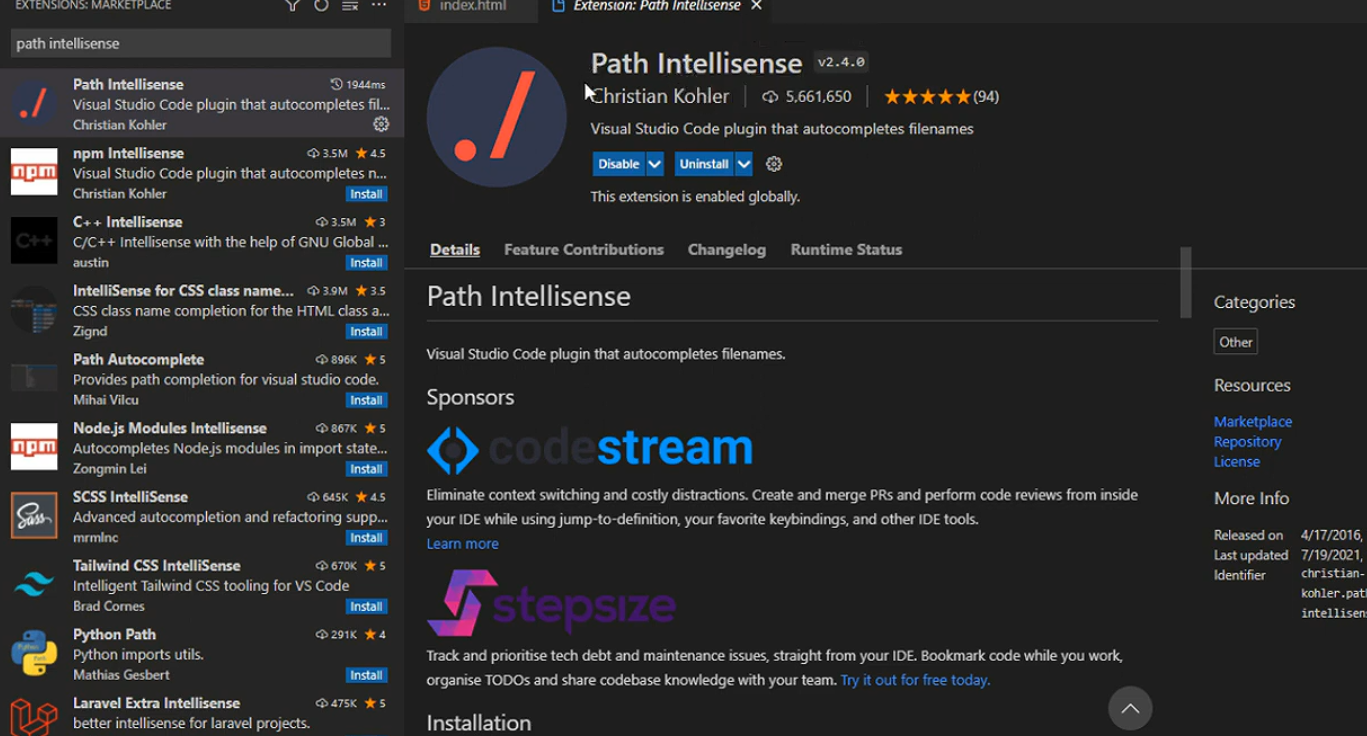 EXTENSIONS: MARKETPLACE
path intellisense
Path Intellisense 1944ms
Visual Studio Code plugin that autocompletes fil...
Christian Kohler
npm Intellisense 3.5M 4.5
Visual Studio Code plugin that autocompletes n...
Christian Kohler Install
C++ Intellisense 3.5M 3
C/C++ Intellisense with the help of GNU Global ...
austin Install
IntelliSense for CSS class name... 3.9M 3.5
CSS class name completion for the HTML class a...
Zignd Install
Path Autocomplete 896K 5
Provides path completion for visual studio code.
Mihai Vilcu Install
Node.js Modules Intellisense 867K 5
Autocompletes Node.js modules in import state...
Zongmin Lei Install
SCSS IntelliSense 645K 4.5
Advanced autocompletion and refactoring supp...
mrmlnc Install
Tailwind CSS IntelliSense 670K 5
Intelligent Tailwind CSS tooling for VS Code
Brad Cornes Install
Python Path 291K 4
Python imports utils.
Mathias Gesbert Install
Laravel Extra Intellisense 475K 5
better intellisense for laravel projects.
npm
C++
npm
Sass
index.html
Extension: Path Intellisense
./
Path Intellisense v2.4.0
Christian Kohler 5,661,650 (94)
Visual Studio Code plugin that autocompletes filenames
Disable Uninstall
This extension is enabled globally.
Details Feature Contributions Changelog Runtime Status
Path Intellisense
Visual Studio Code plugin that autocompletes filenames.
Sponsors
codestream
Eliminate context switching and costly distractions. Create and merge PRs and perform code reviews from inside
your IDE while using jump-to-definition, your favorite keybindings, and other IDE tools.
Learn more
stepsize
Track and prioritise tech debt and maintenance issues, straight from your IDE. Bookmark code while you work,
organise TODOs and share codebase knowledge with your team. Try it out for free today.
Installation
Categories
Other
Resources
Marketplace
Repository
License
More Info
Released on 4/17/2016,
Last updated 7/19/2021,
Identifier christian-
kohler.path
intellisens